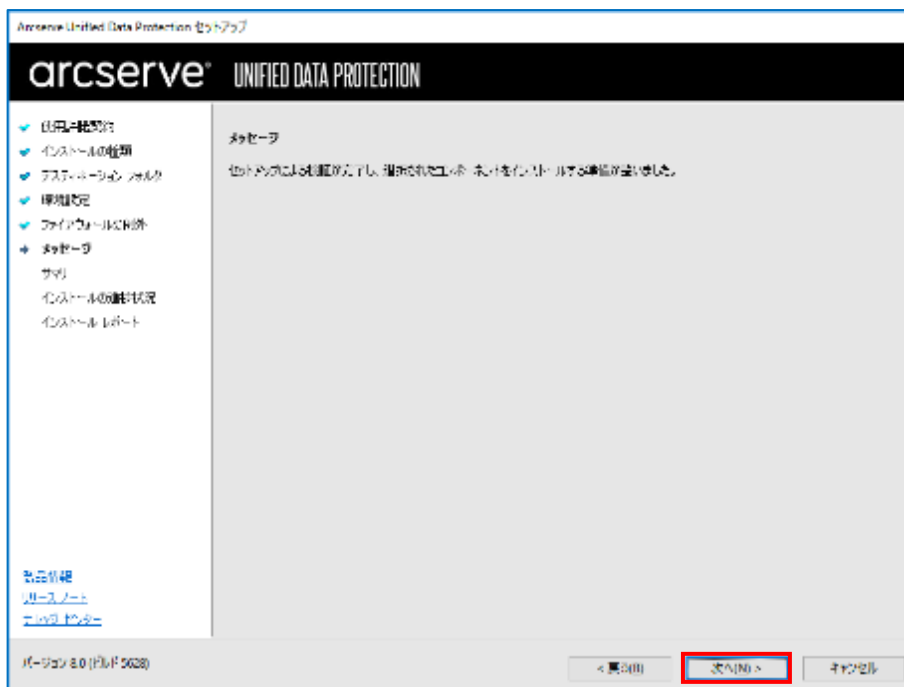 Arcserve Unified Data Protection セットアップ
arcserve® UNIFIED DATA PROTECTION
使用許諾契約
インストールの種類
デスティネーション フォルダ
環境設定
ファイアウォールの例外
メッセージ
サマリ
インストールの進捗状況
インストール レポート
メッセージ
セットアップによる検証が完了し、選択されたコンポーネントをインストールする準備が整いました。
製品情報
リリース ノート
ナレッジ センター
バージョン 8.0 (ビルド 5628)
< 戻る(B)
次へ(N) >
キャンセル